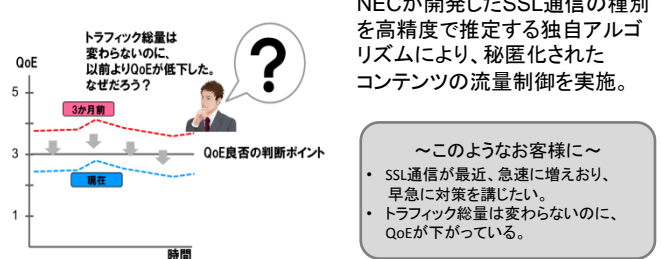 トラフィック総量は
変わらないのに、
以前よりQoEが低下した。
なぜだろう？
?
QoE
5
3か月前
3
QoE良否の判断ポイント
現在
1
時間
NECが開発したSSL通信の種別
を高精度で推定する独自アルゴ
リズムにより、秘匿化された
コンテンツの流量制御を実施。
～このようなお客様に～
• SSL通信が最近、急速に増えおり、
早急に対策を講じたい。
• トラフィック総量は変わらないのに、
QoEが下がっている。